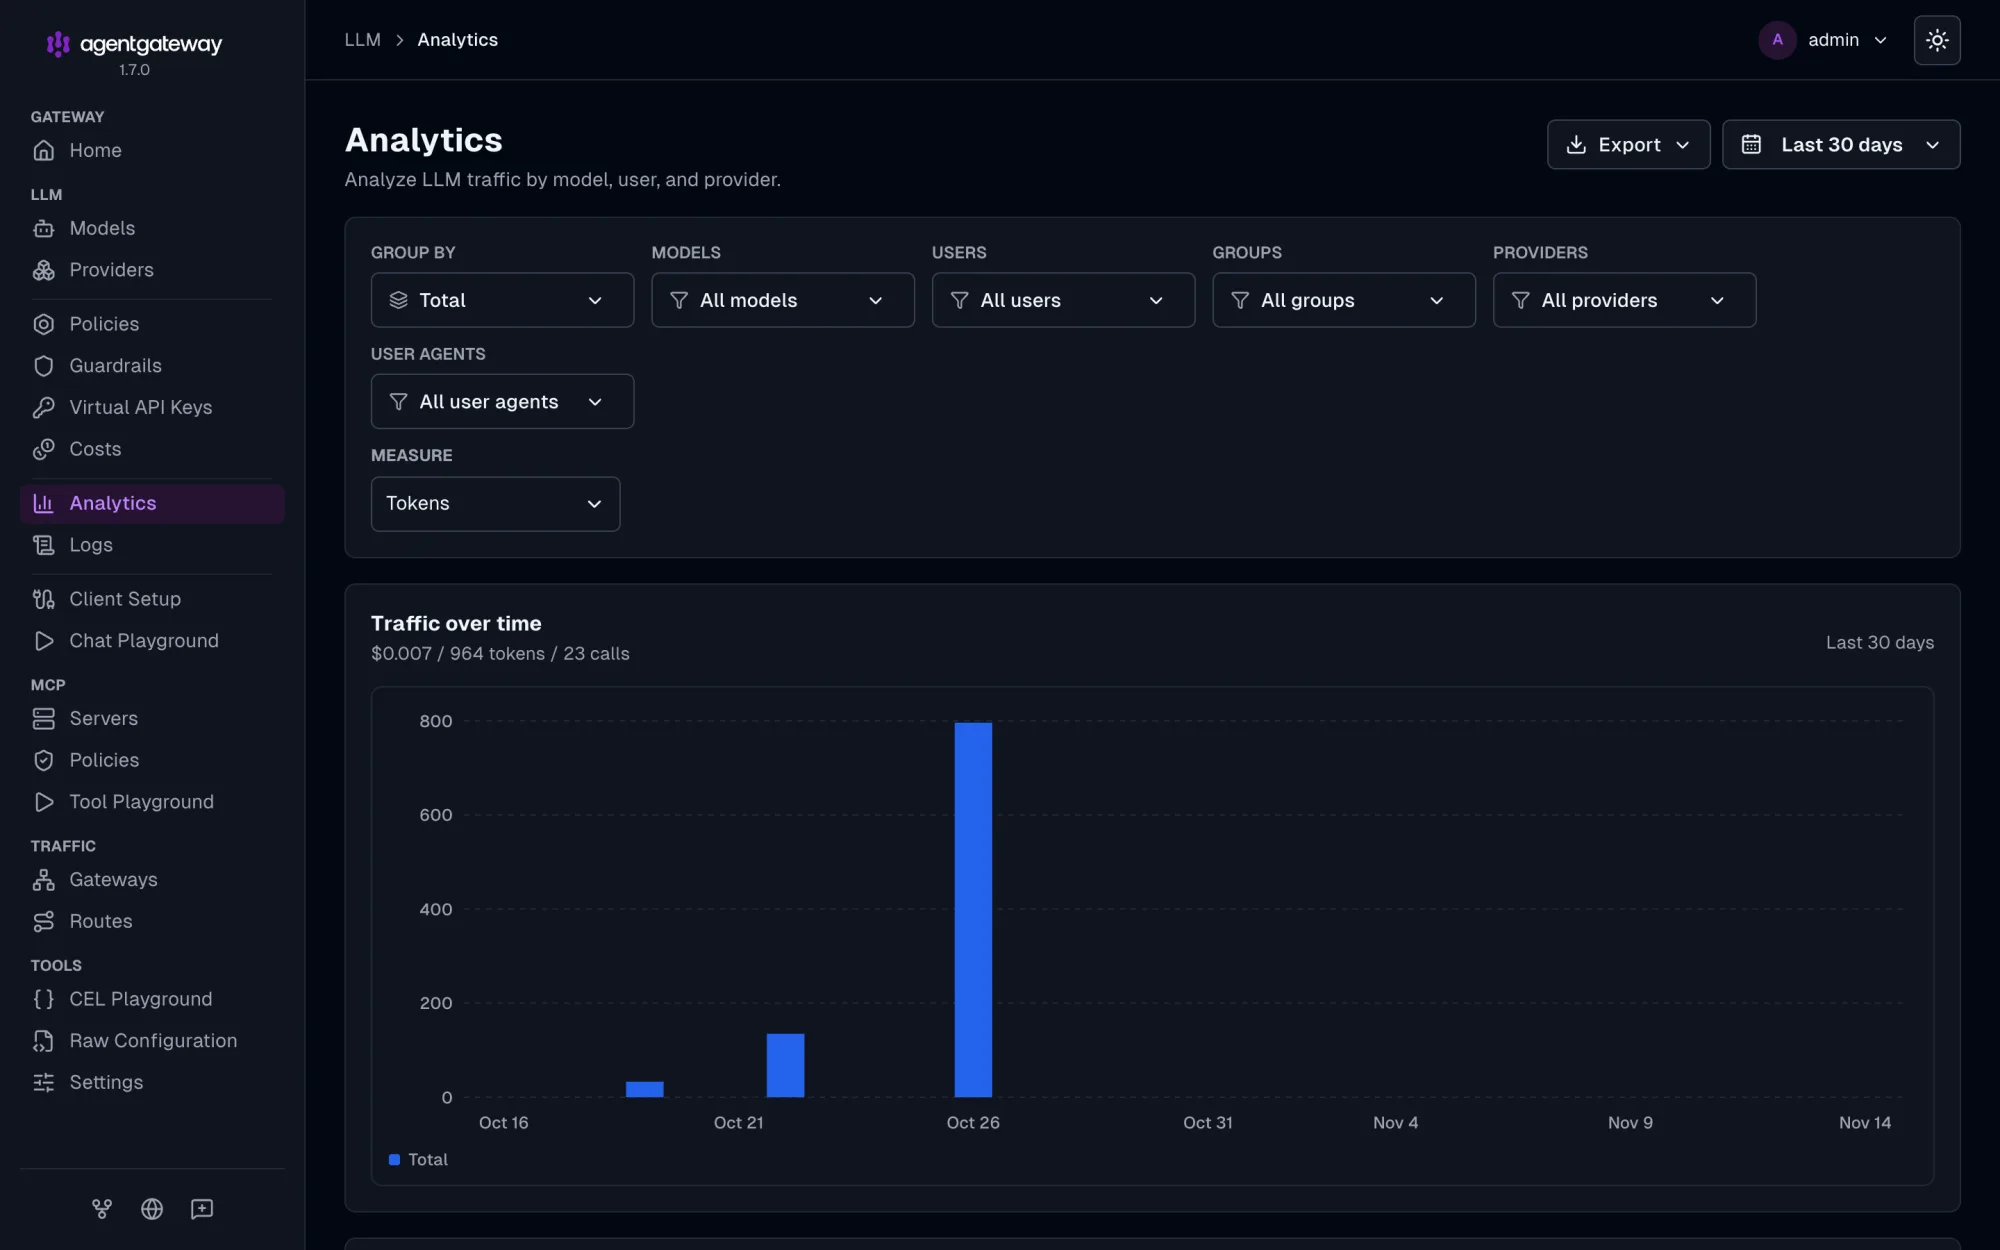 agentgateway
1.7.0
GATEWAY
Home
LLM
Models
Providers
Policies
Guardrails
Virtual API Keys
Costs
Analytics
Logs
Client Setup
Chat Playground
MCP
Servers
Policies
Tool Playground
TRAFFIC
Gateways
Routes
TOOLS
CEL Playground
Raw Configuration
Settings
LLM > Analytics
A admin
Analytics
Analyze LLM traffic by model, user, and provider.
Export
Last 30 days
GROUP BY
Total
MODELS
All models
USERS
All users
GROUPS
All groups
PROVIDERS
All providers
USER AGENTS
All user agents
MEASURE
Tokens
Traffic over time
$0.007 / 964 tokens / 23 calls
Last 30 days
800
600
400
200
0
Oct 16 Oct 21 Oct 26 Oct 31 Nov 4 Nov 9 Nov 14
Total